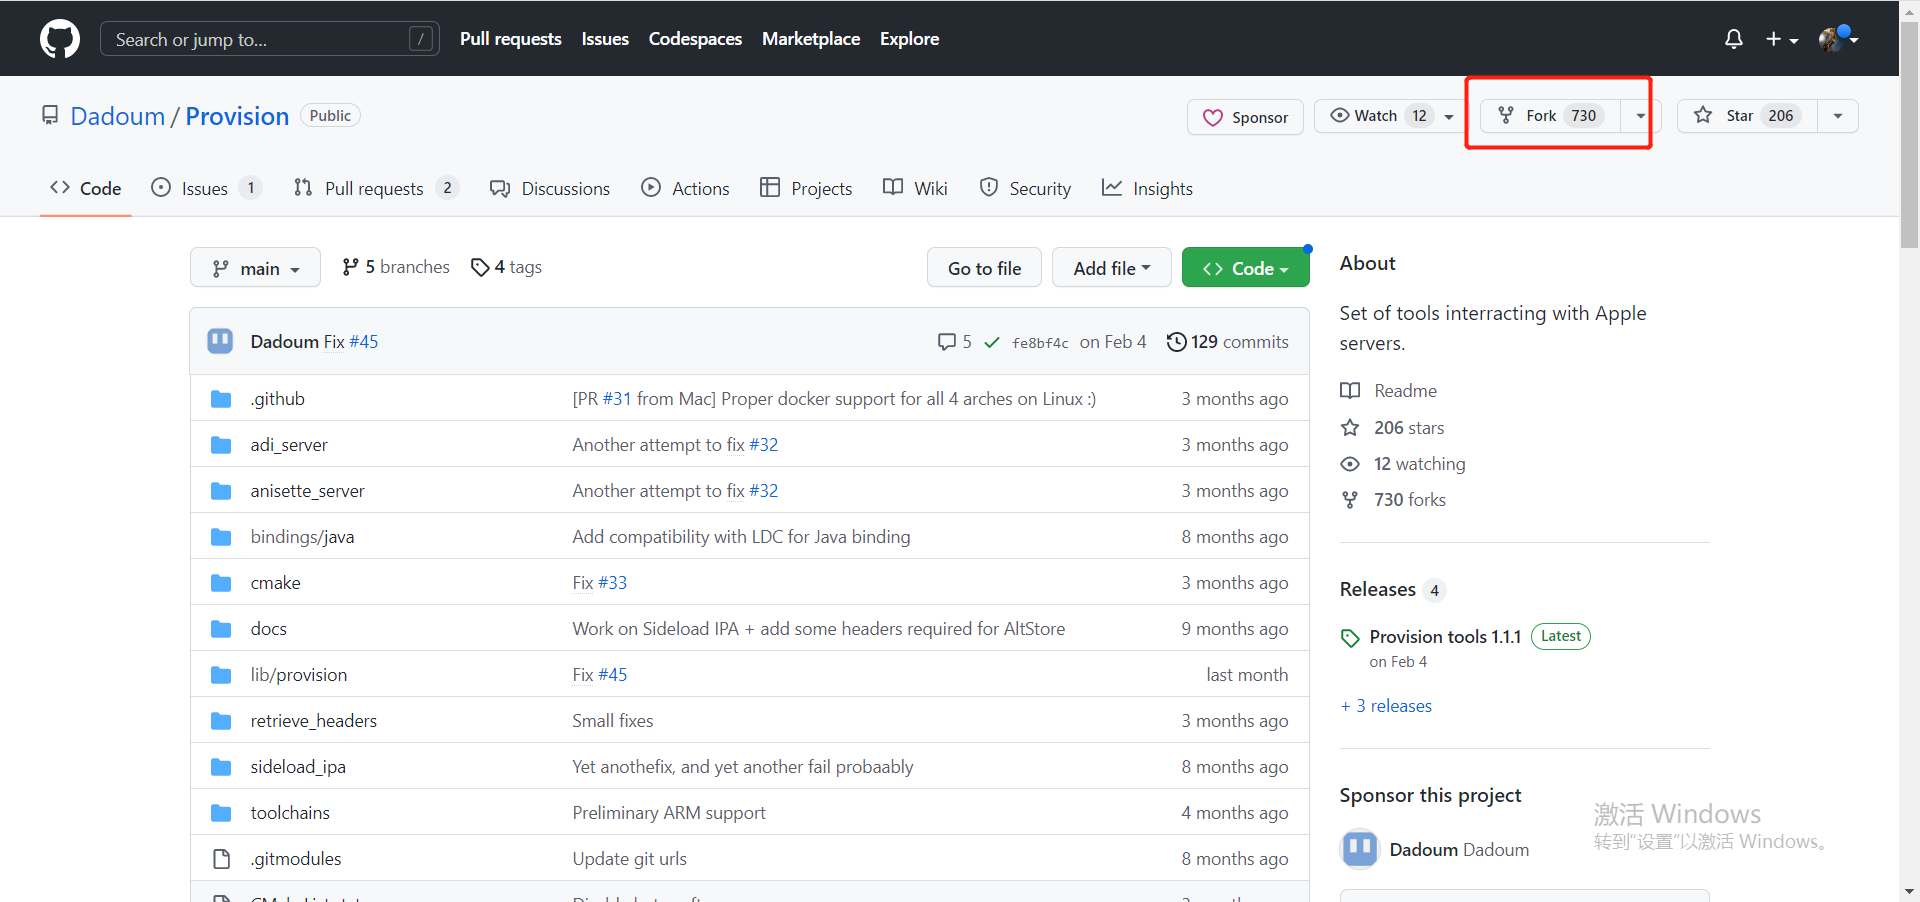 Search or jump to... /
Pull requests Issues Codespaces Marketplace Explore
Dadoum / Provision Public
Sponsor Watch 12 Fork 730 Star 206
Code Issues 1 Pull requests 2 Discussions Actions Projects Wiki Security Insights
main 5 branches 4 tags Go to file Add file <> Code
Dadoum Fix #45 5 fe8bf4c on Feb 4 129 commits
.github [PR #31 from Mac] Proper docker support for all 4 arches on Linux :) 3 months ago
adi_server Another attempt to fix #32 3 months ago
anisette_server Another attempt to fix #32 3 months ago
bindings/java Add compatibility with LDC for Java binding 8 months ago
cmake Fix #33 3 months ago
docs Work on Sideload IPA + add some headers required for AltStore 9 months ago
lib/provision Fix #45 last month
retrieve_headers Small fixes 3 months ago
sideload_ipa Yet anothefix, and yet another fail probaably 8 months ago
toolchains Preliminary ARM support 4 months ago
.gitmodules Update git urls 8 months ago
About
Set of tools interracting with Apple
servers.
Readme
206 stars
12 watching
730 forks
Releases 4
Provision tools 1.1.1 Latest
on Feb 4
+ 3 releases
Sponsor this project
Dadoum Dadoum
激活 Windows
转到“设置”以激活 Windows。